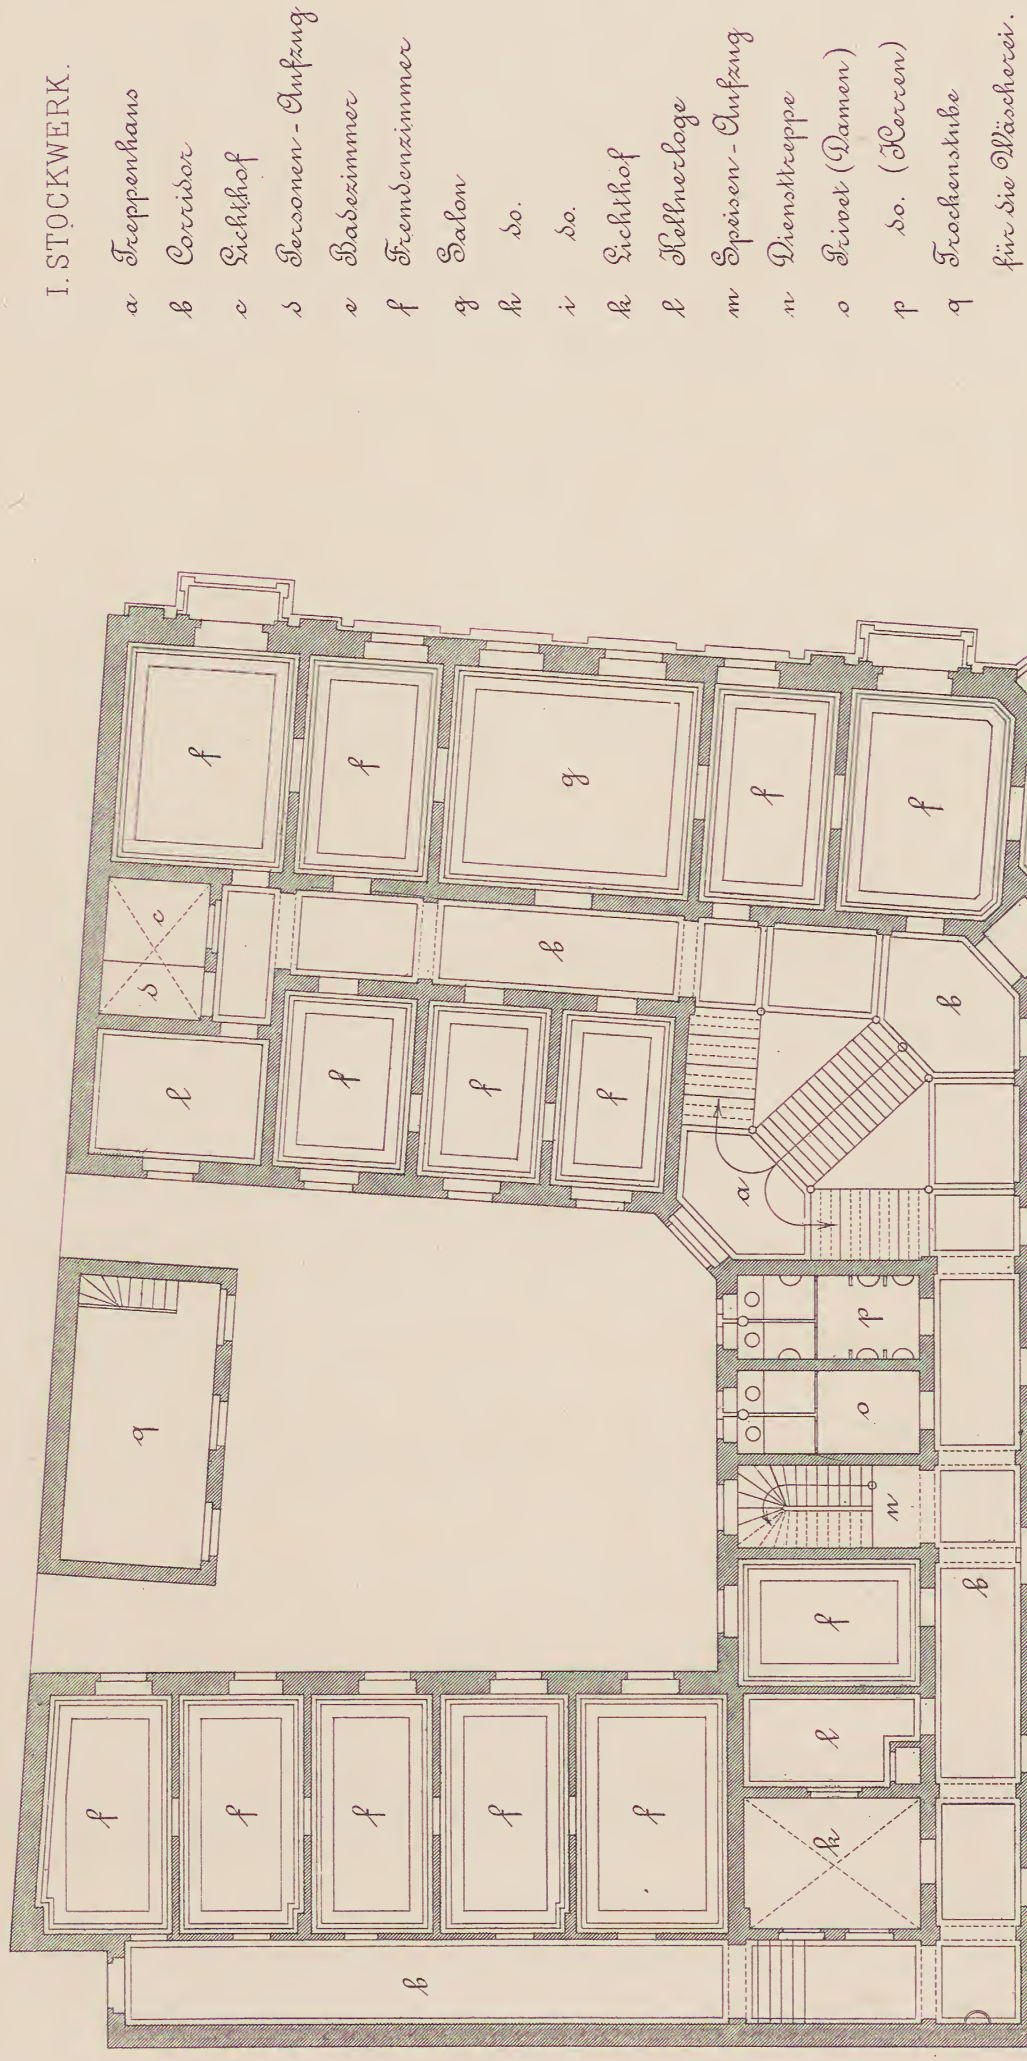 I. STOCKWERK.
a Treppenhaus
b Corridor
c Lichthof
d Personen-Aufzug
e Badezimmer
f Fremdenzimmer
g Salon
h do.
i do.
k Lichthof
l Kellnerloge
m Speisen-Aufzug
n Diensttreppe
o Privet (Damen)
p do. (Herren)
q Trockenstube
für die Wäscherei.
f
f
g
f
f
c
d
b
b
l
f
f
f
a
q
p
o
n
b
f
l
k
f
f
f
f
f
b